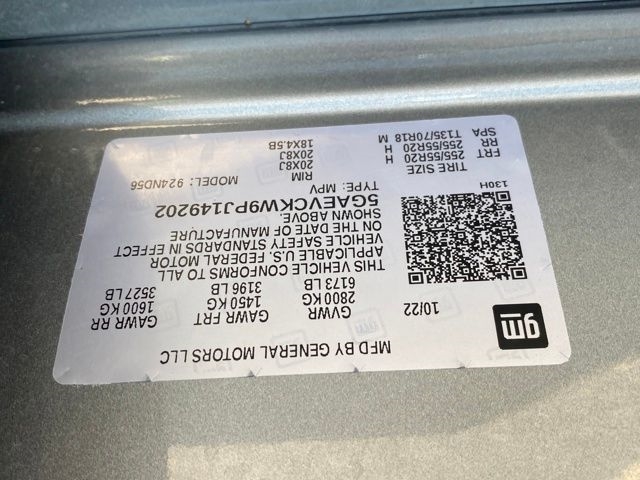 gm
MFD BY GENERAL MOTORS LLC
10/22 GVWR GAWR FRT GAWR RR
2800 KG 1450 KG 1600 KG
6173 LB 3196 LB 3527 LB
THIS VEHICLE CONFORMS TO ALL
APPLICABLE U.S. FEDERAL MOTOR
VEHICLE SAFETY STANDARDS IN EFFECT
ON THE DATE OF MANUFACTURE
SHOWN ABOVE.
5GAEVCKW9PJ149202
TYPE: MPV MODEL: 924ND56
130H
TIRE SIZE RIM
FRT 255/55R20 H 20X8J
RR 255/55R20 H 20X8J
SPA T135/70R18 M 18X4.5B